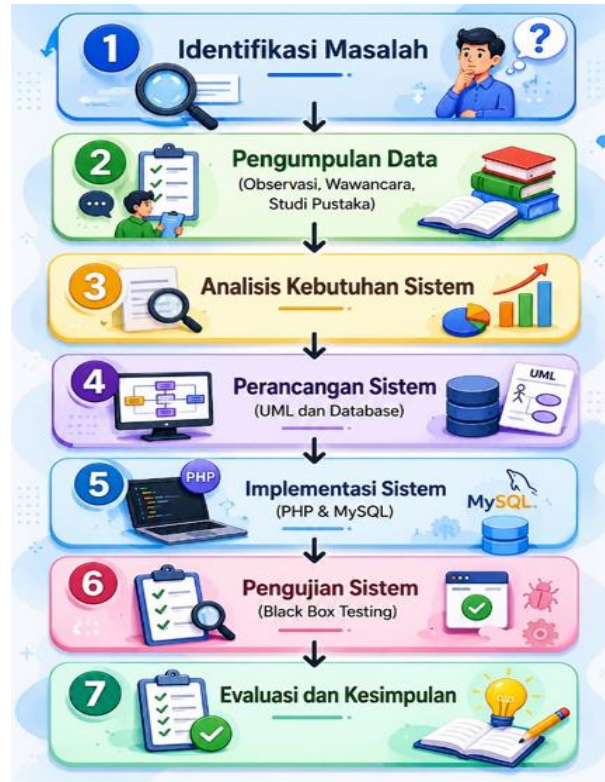 1
Identifikasi Masalah
?
2
Pengumpulan Data
(Observasi, Wawancara,
Studi Pustaka)
3
Analisis Kebutuhan Sistem
4
Perancangan Sistem
(UML dan Database)
UML
5
PHP
Implementasi Sistem
(PHP & MySQL)
MySQL
6
Pengujian Sistem
(Black Box Testing)
7
Evaluasi dan Kesimpulan